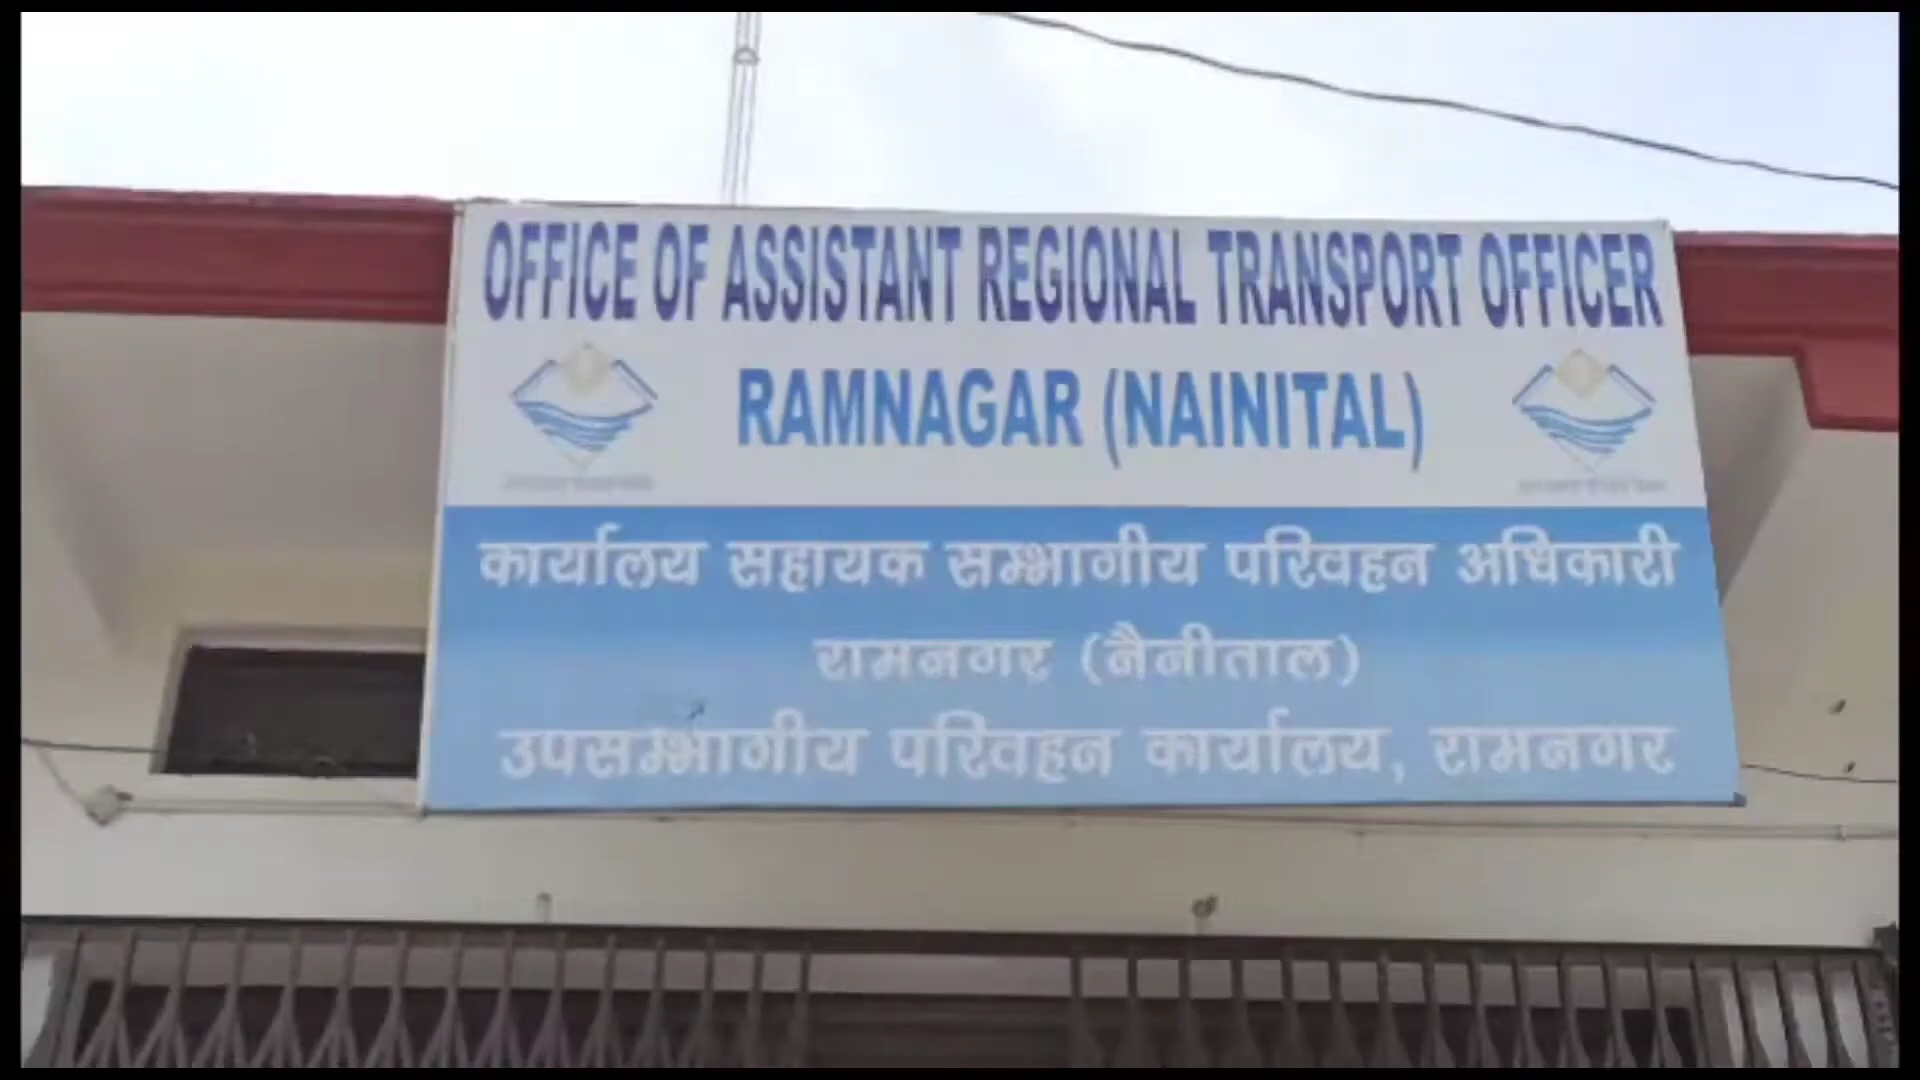 OFFICE OF ASSISTANT REGIONAL TRANSPORT OFFICER
RAMNAGAR (NAINITAL)
कार्यालय सहायक सम्भागीय परिवहन अधिकारी
रामनगर (नैनीताल)
उपसम्भागीय परिवहन कार्यालय, रामनगर